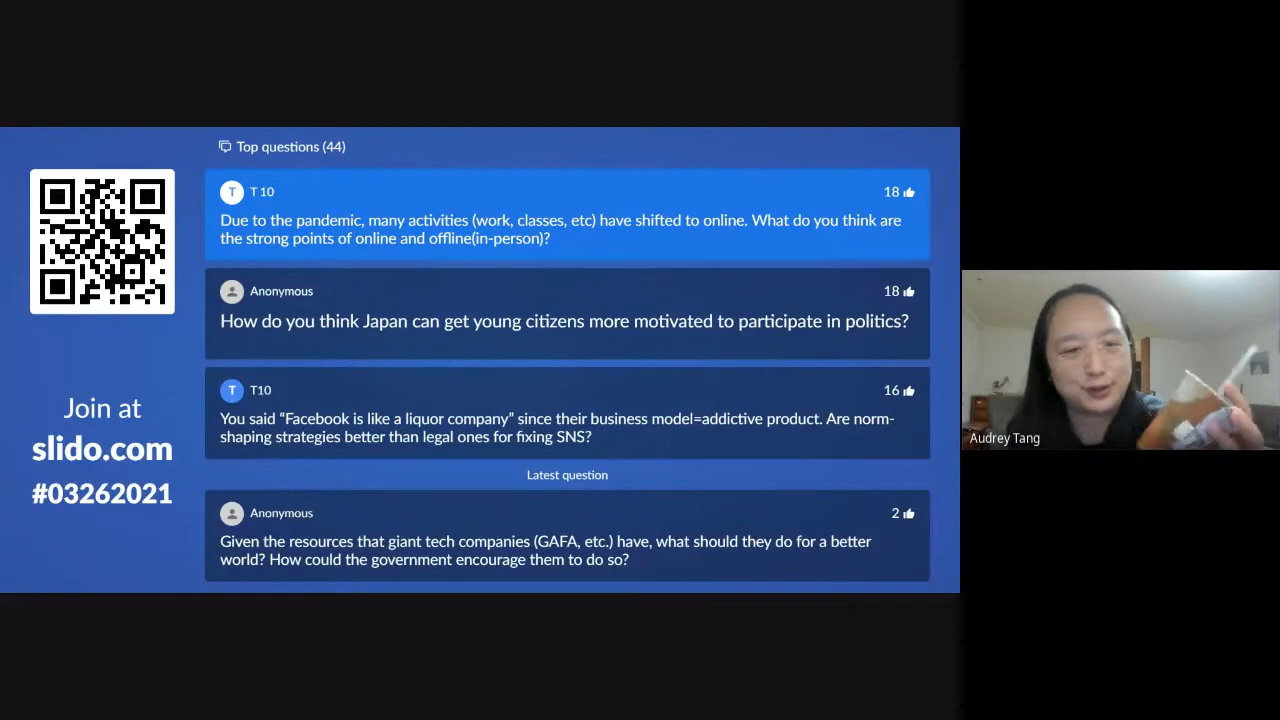 Top questions (44)
T
T 10
18
Due to the pandemic, many activities (work, classes, etc) have shifted to online. What do you think are
the strong points of online and offline(in-person)?
Anonymous
18
How do you think Japan can get young citizens more motivated to participate in politics?
T
T10
16
You said “Facebook is like a liquor company” since their business model=addictive product. Are norm-
shaping strategies better than legal ones for fixing SNS?
Latest question
Anonymous
2
Given the resources that giant tech companies (GAFA, etc.) have, what should they do for a better
world? How could the government encourage them to do so?
Join at
slido.com
#03262021
Audrey Tang